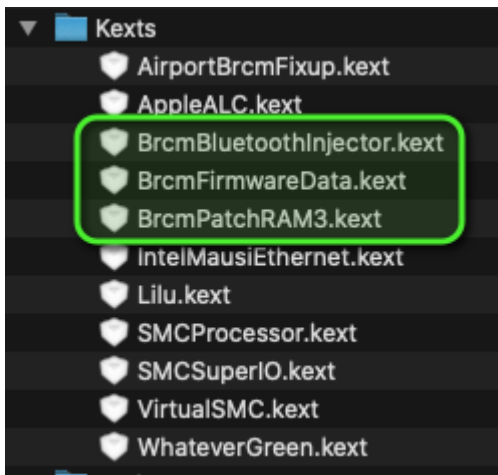 Kexts
AirportBrcmFixup.kext
AppleALC.kext
BrcmBluetoothInjector.kext
BrcmFirmwareData.kext
BrcmPatchRAM3.kext
IntelMausiEthernet.kext
Lilu.kext
SMCProcessor.kext
SMCSuperIO.kext
VirtualSMC.kext
WhateverGreen.kext